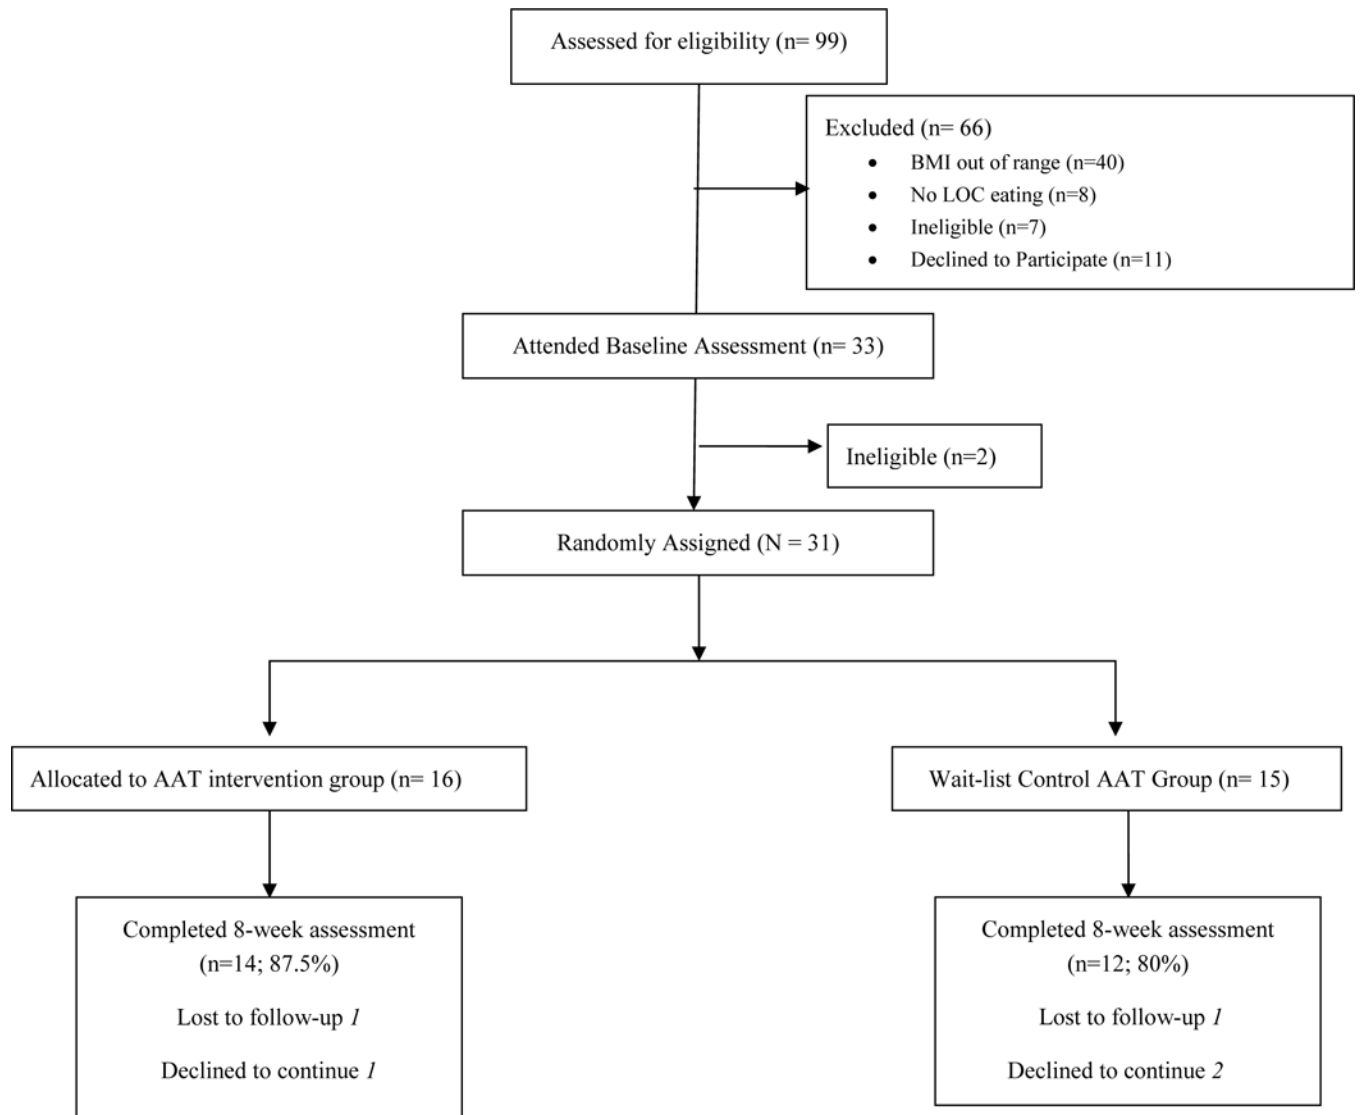 Assessed for eligibility (n= 99)
Excluded (n= 66)
• BMI out of range (n=40)
• No LOC eating (n=8)
• Ineligible (n=7)
• Declined to Participate (n=11)
Attended Baseline Assessment (n= 33)
Ineligible (n=2)
Randomly Assigned (N = 31)
Allocated to AAT intervention group (n= 16)
Wait-list Control AAT Group (n= 15)
Completed 8-week assessment
(n=14; 87.5%)
Lost to follow-up 1
Declined to continue 1
Completed 8-week assessment
(n=12; 80%)
Lost to follow-up 1
Declined to continue 2